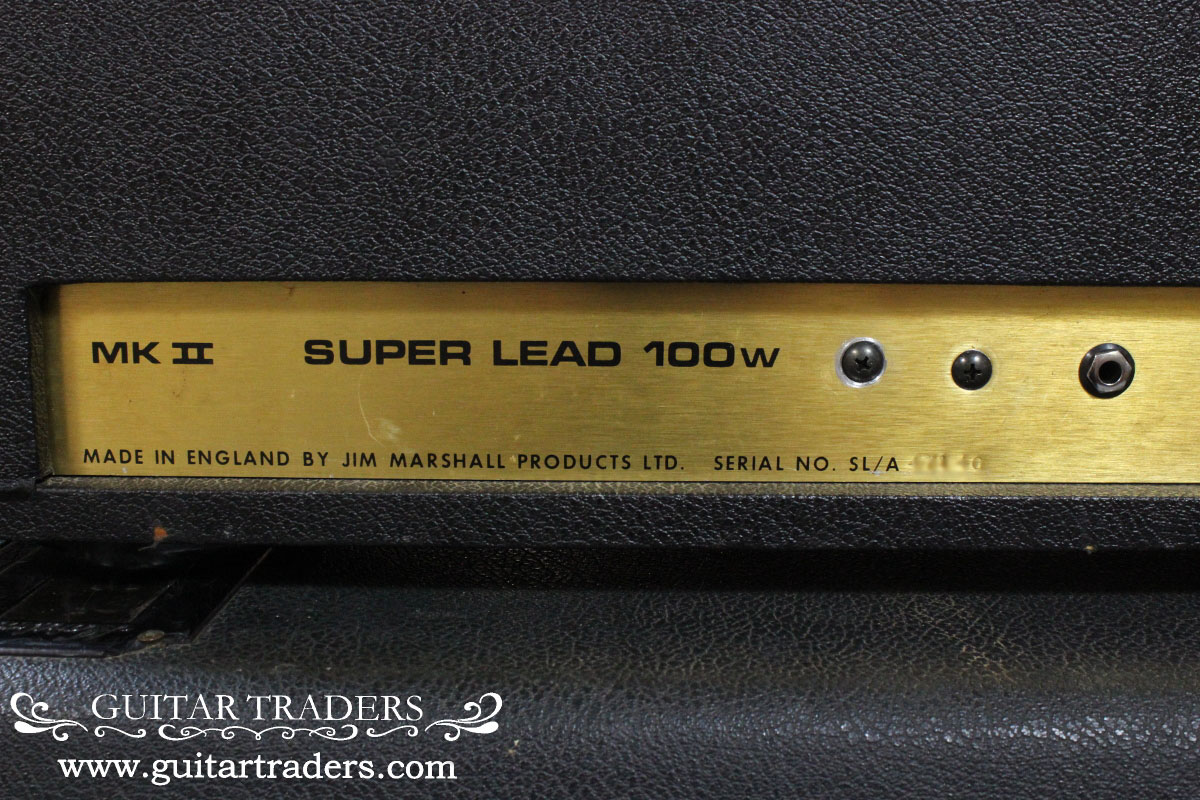 MK II SUPER LEAD 100W
MADE IN ENGLAND BY JIM MARSHALL PRODUCTS LTD. SERIAL NO. SL/A
GUITAR TRADERS
www.guitartraders.com